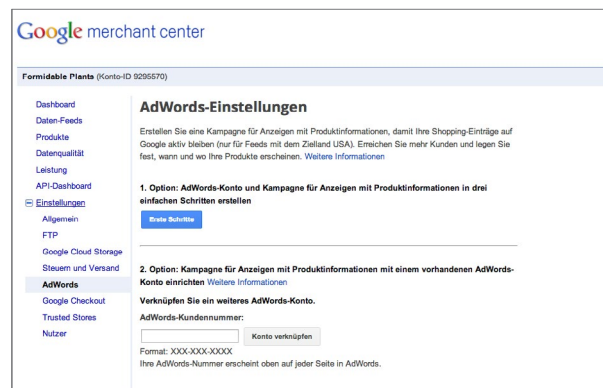 Google merchant center
Formidable Plants (Konto-ID 9295570)
Dashboard
Daten-Feeds
Produkte
Datenqualität
Leistung
API-Dashboard
Einstellungen
Allgemein
FTP
Google Cloud Storage
Steuern und Versand
AdWords
Google Checkout
Trusted Stores
Nutzer
AdWords-Einstellungen
Erstellen Sie eine Kampagne für Anzeigen mit Produktinformationen, damit Ihre Shopping-Einträge auf
Google aktiv bleiben (nur für Feeds mit dem Zielland USA). Erreichen Sie mehr Kunden und legen Sie
fest, wann und wo Ihre Produkte erscheinen. Weitere Informationen
1. Option: AdWords-Konto und Kampagne für Anzeigen mit Produktinformationen in drei
einfachen Schritten erstellen
Erste Schritte
2. Option: Kampagne für Anzeigen mit Produktinformationen mit einem vorhandenen AdWords-
Konto einrichten Weitere Informationen
Verknüpfen Sie ein weiteres AdWords-Konto.
AdWords-Kundennummer:
Konto verknüpfen
Format: XXX-XXX-XXXX
Ihre AdWords-Nummer erscheint oben auf jeder Seite in AdWords.